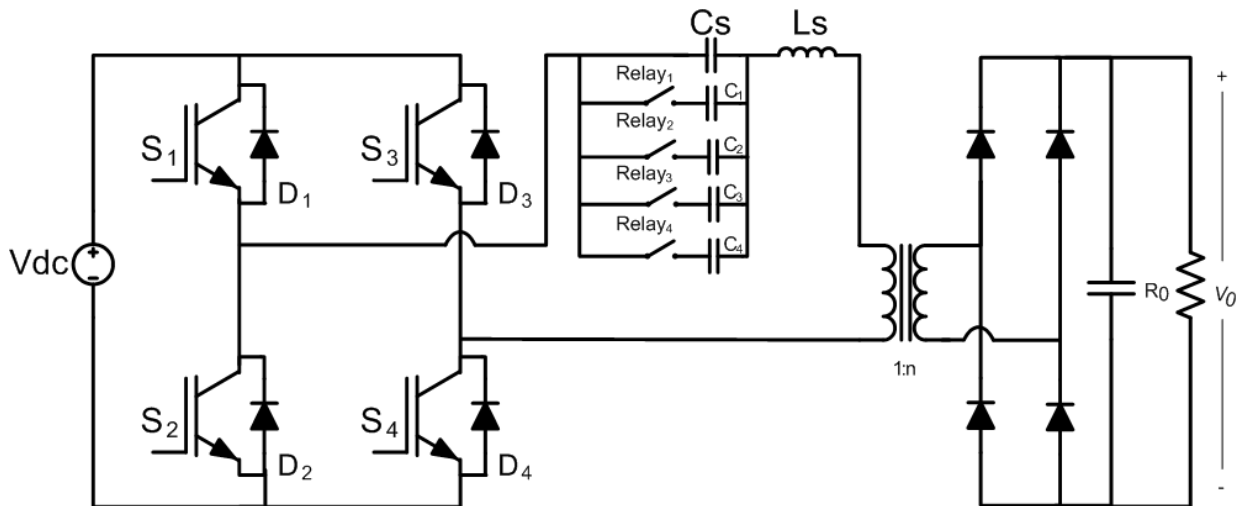 Cs
Ls
Relay1
C1
Relay2
C2
Relay3
C3
Relay4
C4
S1
D1
S3
D3
Vdc
+
-
S2
D2
S4
D4
1:n
R0
+
V0
-